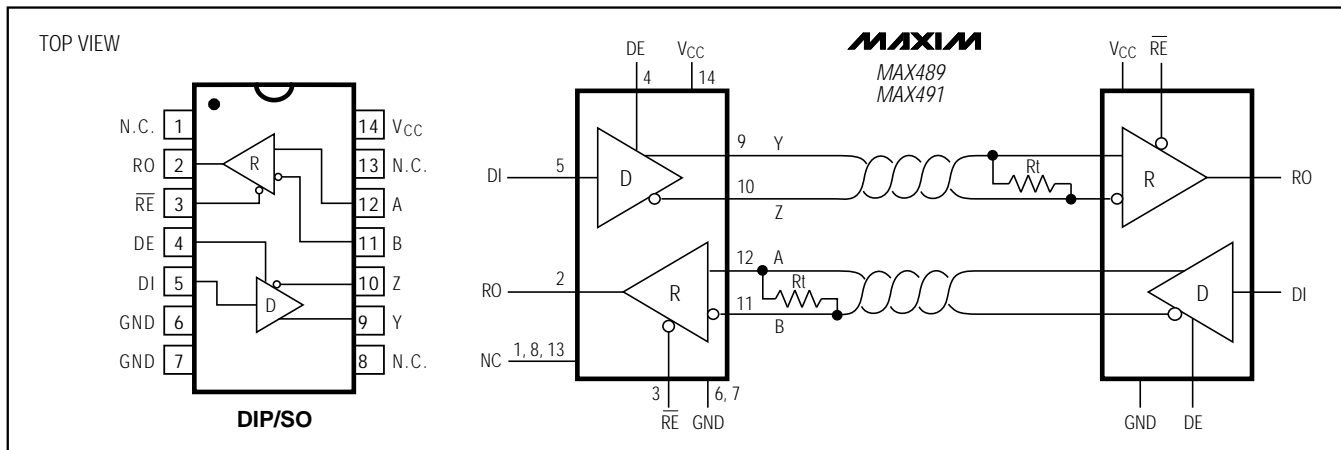 TOP VIEW
N.C. 1
RO 2
RE 3
DE 4
DI 5
GND 6
GND 7
14 VCC
13 N.C.
12 A
11 B
10 Z
9 Y
8 N.C.
R
D
DIP/SO
MAXIM
MAX489
MAX491
DE
4
VCC
14
DI
5
D
9 Y
10
Z
Rt
RO
2
R
12 A
11
B
Rt
NC
1, 8, 13
3
RE
6, 7
GND
VCC
RE
R
RO
D
DI
GND
DE